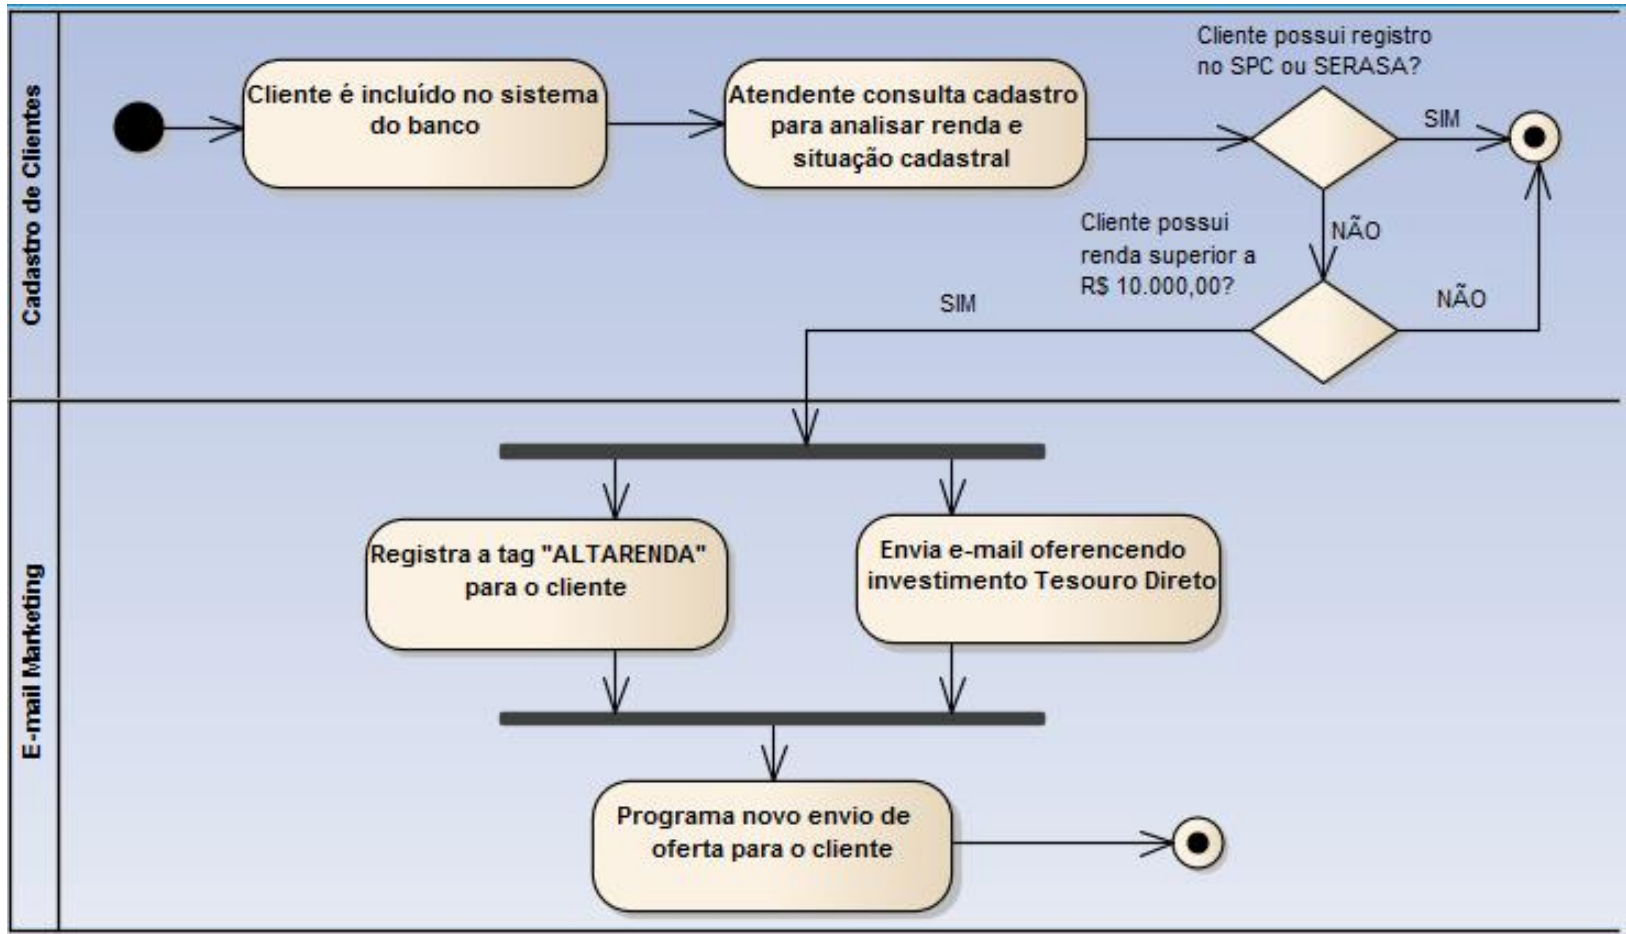 Cadastro de Clientes
Cliente é incluído no sistema
do banco
Atendente consulta cadastro
para analisar renda e
situação cadastral
Cliente possui registro
no SPC ou SERASA?
SIM
NÃO
Cliente possui
renda superior a
R$ 10.000,00?
SIM
NÃO
E-mail Marketing
Registra a tag "ALTARENDA"
para o cliente
Envia e-mail oferencendo
investimento Tesouro Direto
Programa novo envio de
oferta para o cliente